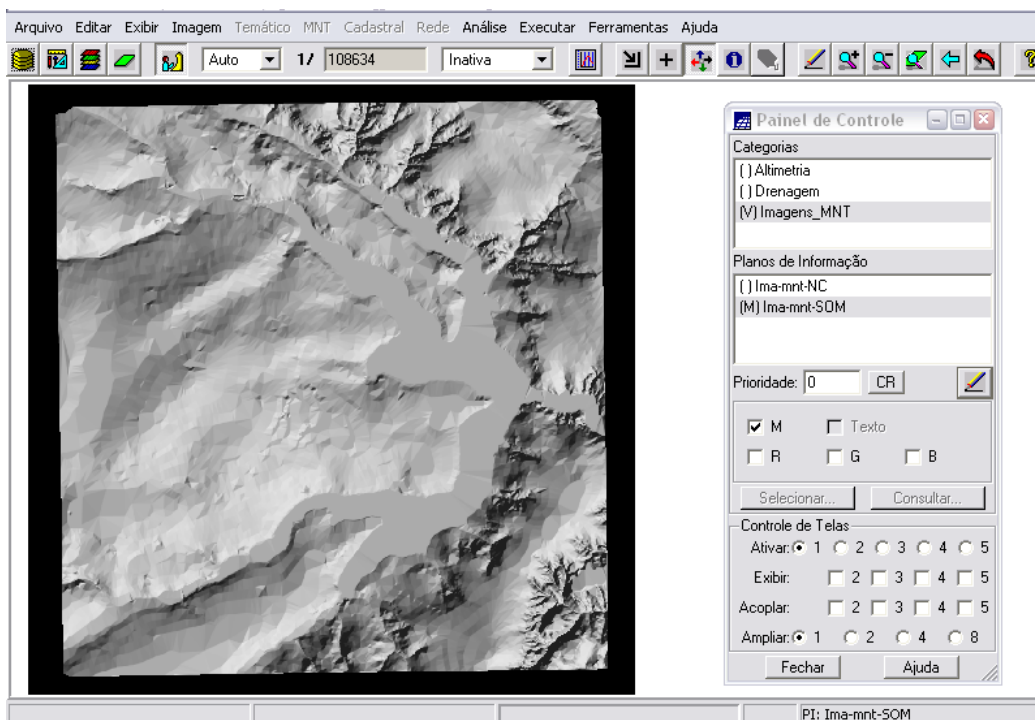 Arquivo Editar Exibir Imagem Temático MNT Cadastral Rede Análise Executar Ferramentas Ajuda
Auto 1/ 108634 Inativa
Painel de Controle
Categorias
( ) Altimetria
( ) Drenagem
(V) Imagens_MNT
Planos de Informação
( ) Ima-mnt-NC
(M) Ima-mnt-SOM
Prioridade: 0 CR
M Texto
R G B
Selecionar... Consultar...
Controle de Telas
Ativar: 1 2 3 4 5
Exibir: 2 3 4 5
Acoplar: 2 3 4 5
Ampliar: 1 2 4 8
Fechar Ajuda
PI: Ima-mnt-SOM